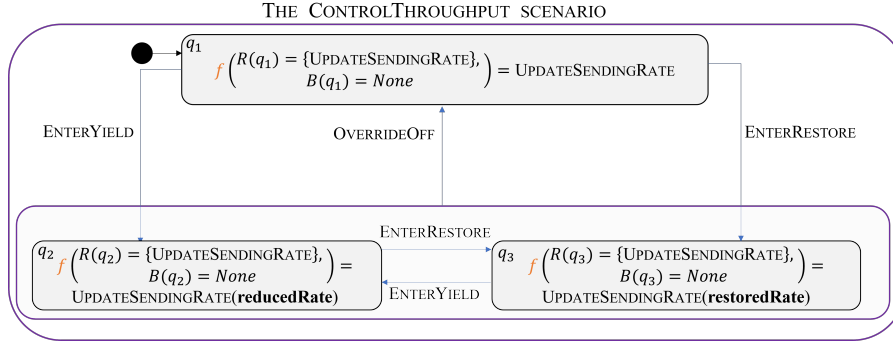 THE CONTROLTHROUGHPUT SCENARIO
q1
f(R(q1) = {UPDATESENDINGRATE},
B(q1) = None) = UPDATESENDINGRATE
ENTERYIELD
OVERRIDEOFF
ENTERRESTORE
q2
f(R(q2) = {UPDATESENDINGRATE},
B(q2) = None) =
UPDATESENDINGRATE(reducedRate)
ENTERRESTORE
ENTERYIELD
q3
f(R(q3) = {UPDATESENDINGRATE},
B(q3) = None) =
UPDATESENDINGRATE(restoredRate)